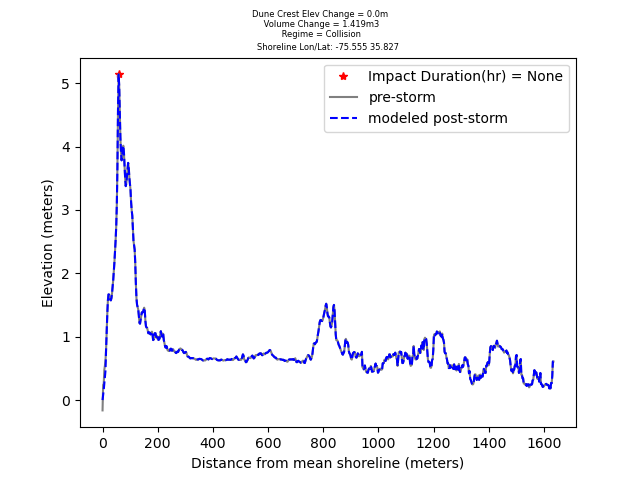 Dune Crest Elev Change = 0.0m
Volume Change = 1.419m3
Regime = Collision
Shoreline Lon/Lat: -75.555 35.827
Impact Duration(hr) = None
pre-storm
modeled post-storm
Elevation (meters)
5
4
3
2
1
0
0 200 400 600 800 1000 1200 1400 1600
Distance from mean shoreline (meters)